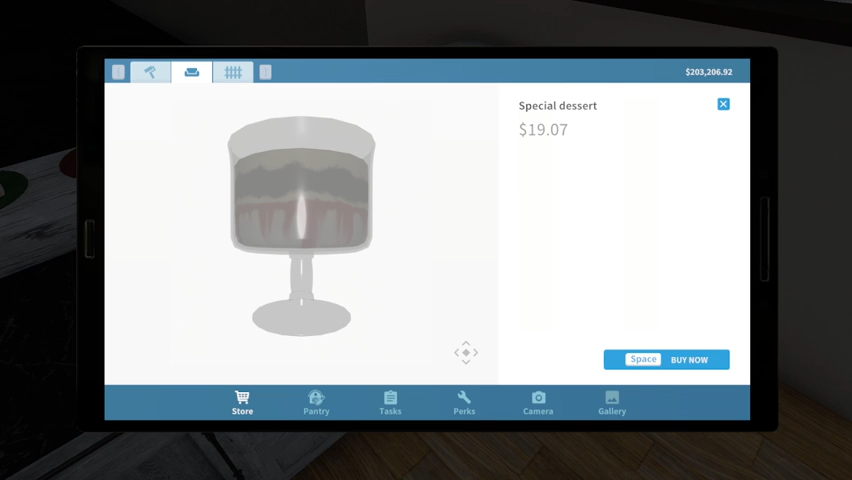 $203,206.92
Special dessert
$19.07
Space BUY NOW
Store Pantry Tasks Perks Camera Gallery